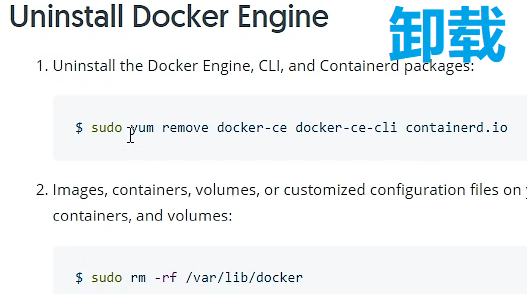 Uninstall Docker Engine
卸载
1. Uninstall the Docker Engine, CLI, and Containerd packages:
$ sudo yum remove docker-ce docker-ce-cli containerd.io
2. Images, containers, volumes, or customized configuration files on
containers, and volumes:
$ sudo rm -rf /var/lib/docker